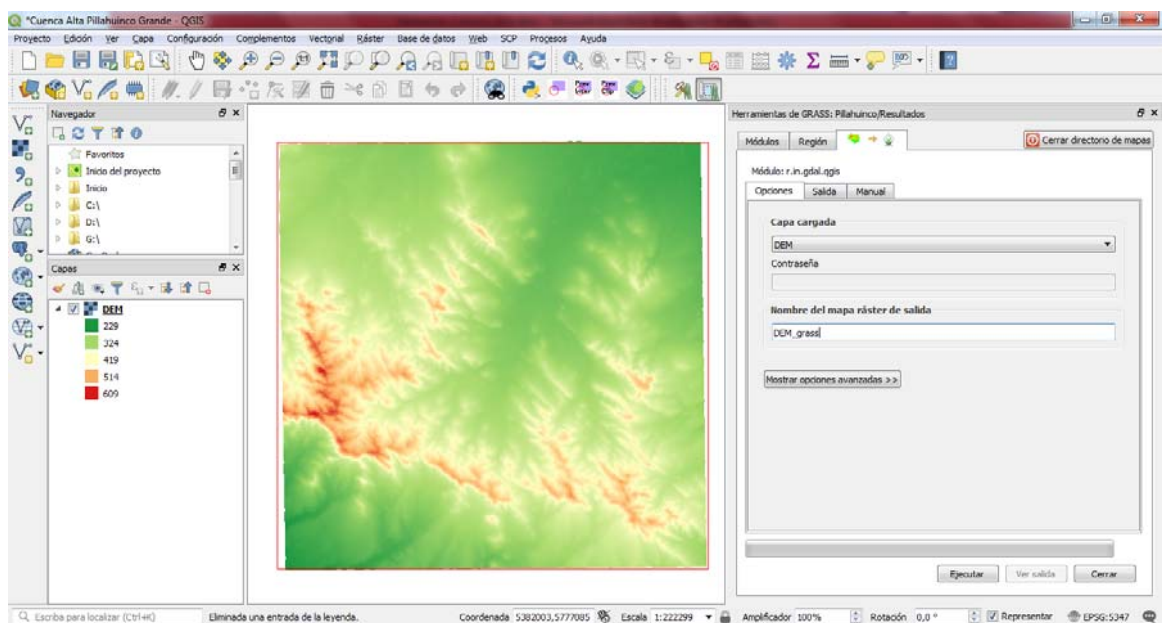 *Cuenca Alta Pillahuinco Grande - QGIS
Proyecto Edición Ver Capa Configuración Complementos Vectorial Ráster Base de datos Web SCP Procesos Ayuda
Navegador
Favoritos
Inicio del proyecto
Inicio
C:\
D:\
G:\
Capas
DEM
229
324
419
514
609
Herramientas de GRASS: Pillahuinco/Resultados
Módulos Región
Cerrar directorio de mapas
Módulo: r.in.gdal.qgis
Opciones Salida Manual
Capa cargada
DEM
Contraseña
Nombre del mapa ráster de salida
DEM_grass
Mostrar opciones avanzadas >>
Ejecutar Ver salida Cerrar
Escriba para localizar (Ctrl+K) Eliminada una entrada de la leyenda. Coordenada 5382003,5777085 Escala 1:222299 Amplificador 100% Rotación 0,0 ° Representar EPSG:5347